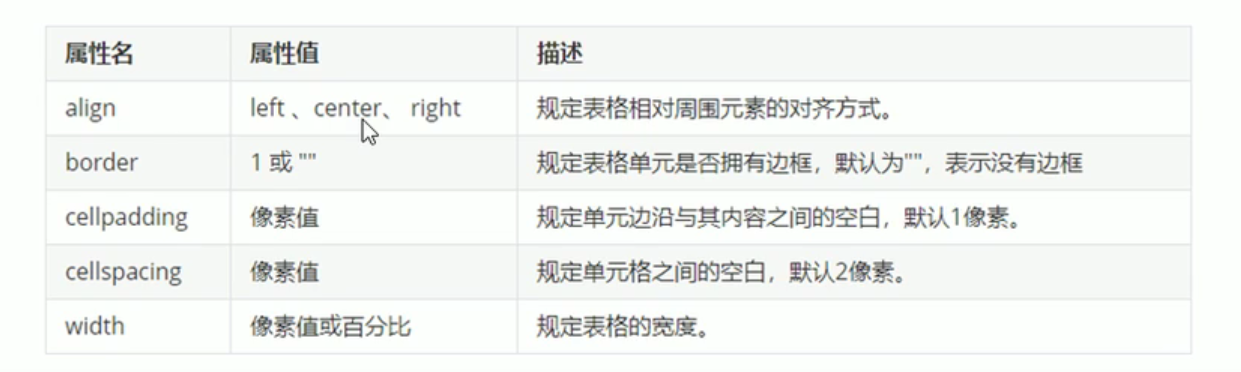 属性名 属性值 描述
align left 、center、 right 规定表格相对周围元素的对齐方式。
border 1 或 "" 规定表格单元是否拥有边框，默认为""，表示没有边框
cellpadding 像素值 规定单元边沿与其内容之间的空白，默认1像素。
cellspacing 像素值 规定单元格之间的空白，默认2像素。
width 像素值或百分比 规定表格的宽度。